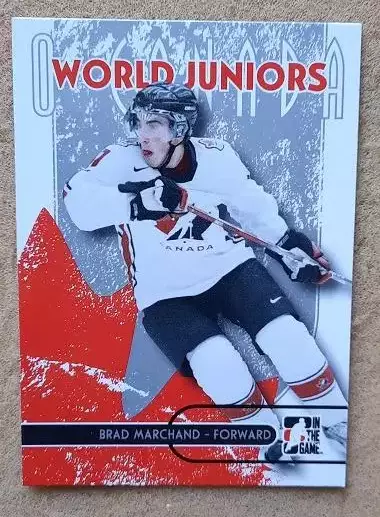 O CANADA
WORLD JUNIORS
CANADA
BRAD MARCHAND - FORWARD
IN
THE
GAME